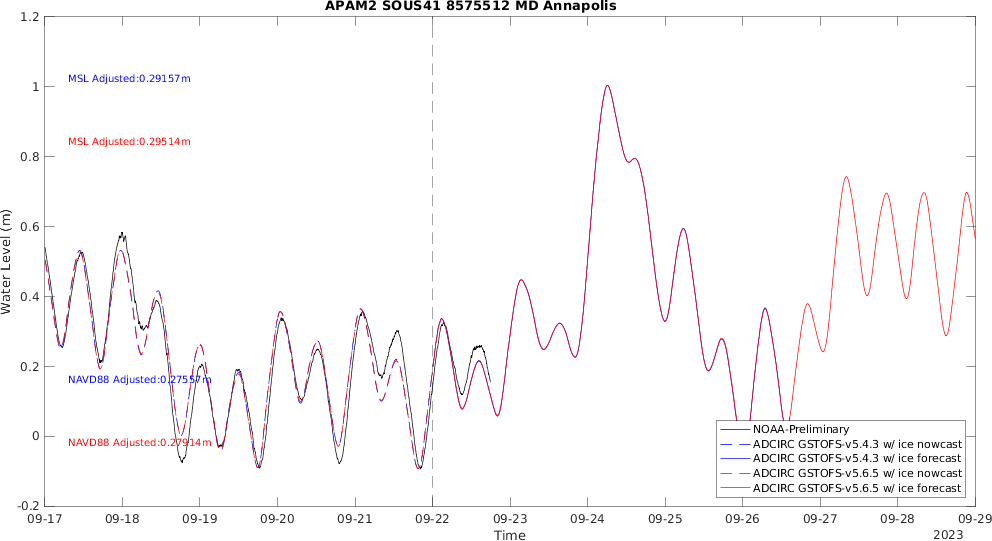 APAM2 SOUS41 8575512 MD Annapolis
1.2
1
0.8
0.6
0.4
0.2
0
-0.2
Water Level (m)
MSL Adjusted:0.29157m
MSL Adjusted:0.29514m
NAVD88 Adjusted:0.27557m
NAVD88 Adjusted:0.27914m
NOAA-Preliminary
ADCIRC GSTOFS-v5.4.3 w/ ice nowcast
ADCIRC GSTOFS-v5.4.3 w/ ice forecast
ADCIRC GSTOFS-v5.6.5 w/ ice nowcast
ADCIRC GSTOFS-v5.6.5 w/ ice forecast
09-17 09-18 09-19 09-20 09-21 09-22 09-23 09-24 09-25 09-26 09-27 09-28 09-29
Time
2023